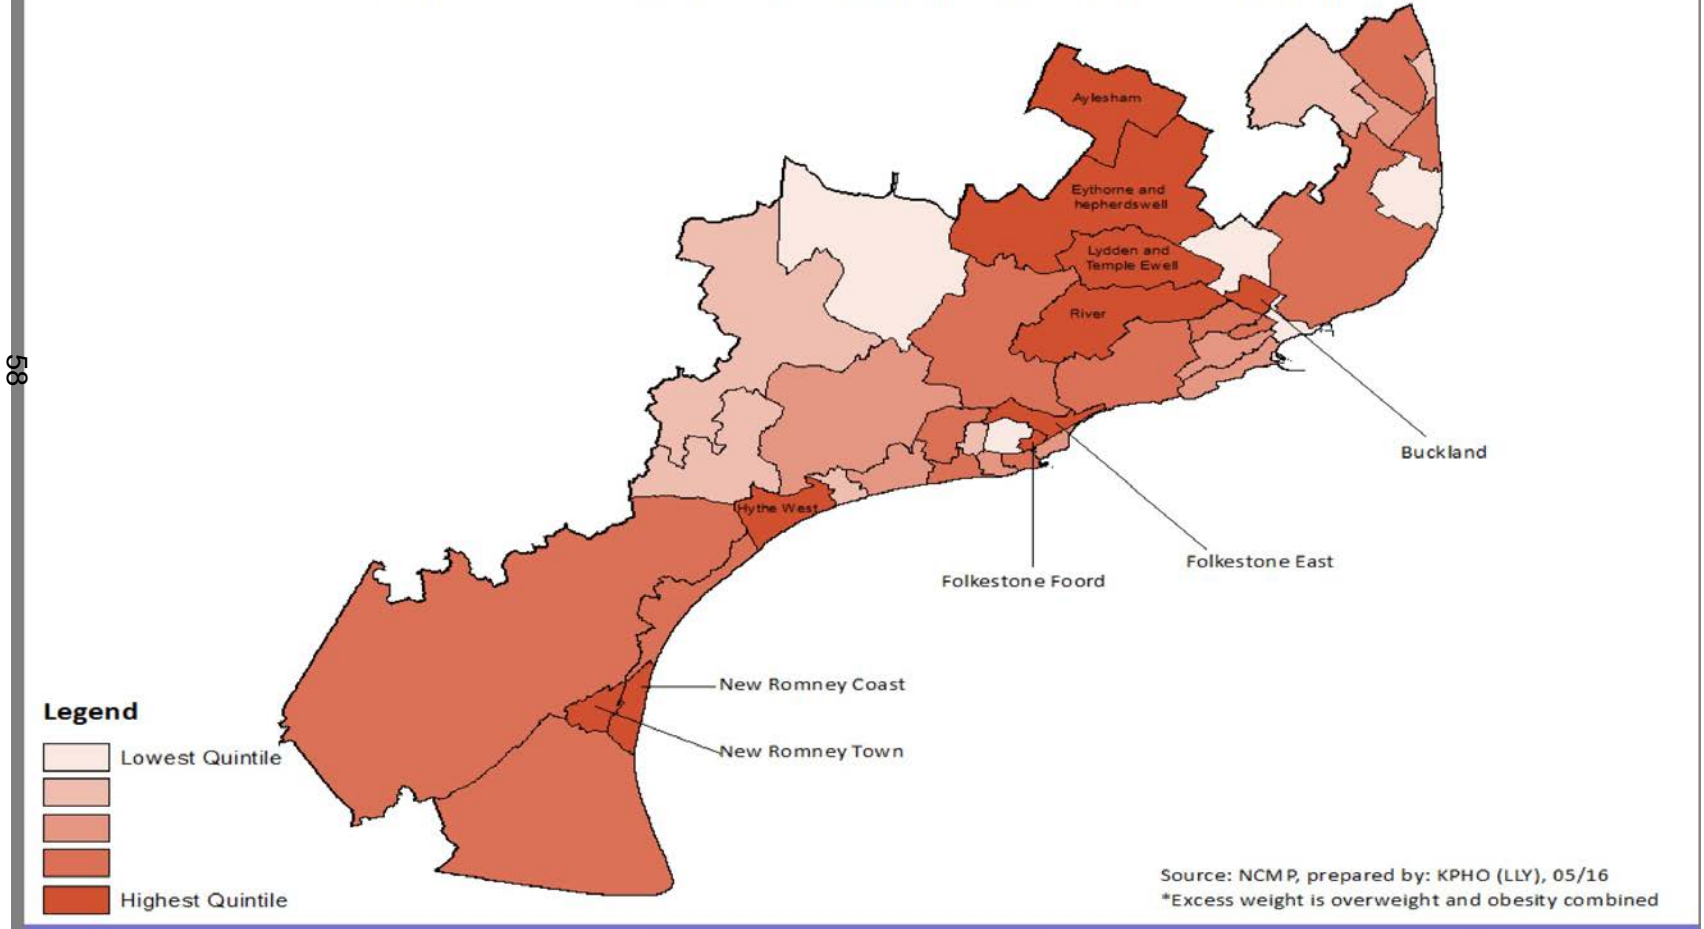 Aylesham
Eythorne and
hepherdswell
Lydden and
Temple Ewell
River
Buckland
Hythe West
Folkestone East
Folkestone Foord
New Romney Coast
New Romney Town
Legend
Lowest Quintile
Highest Quintile
Source: NCMP, prepared by: KPHO (LLY), 05/16
*Excess weight is overweight and obesity combined
58